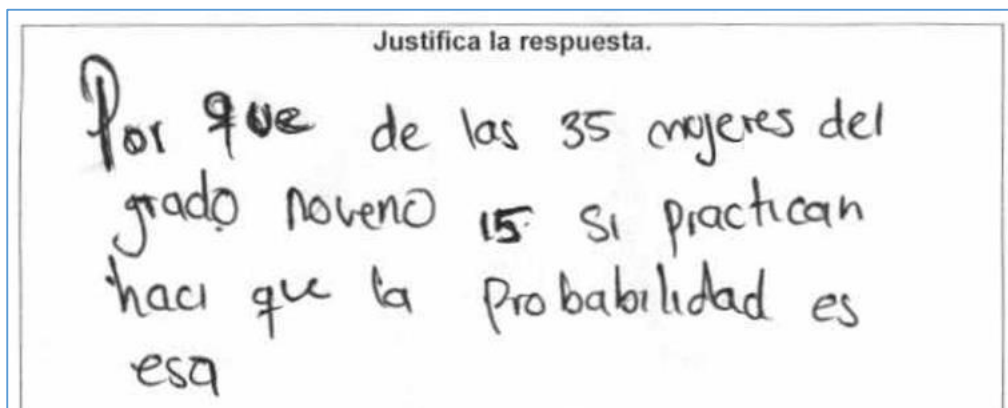 Justifica la respuesta.
Por que de las 35 mujeres del
grado noveno 15 si practican
haci que la probabilidad es
esa